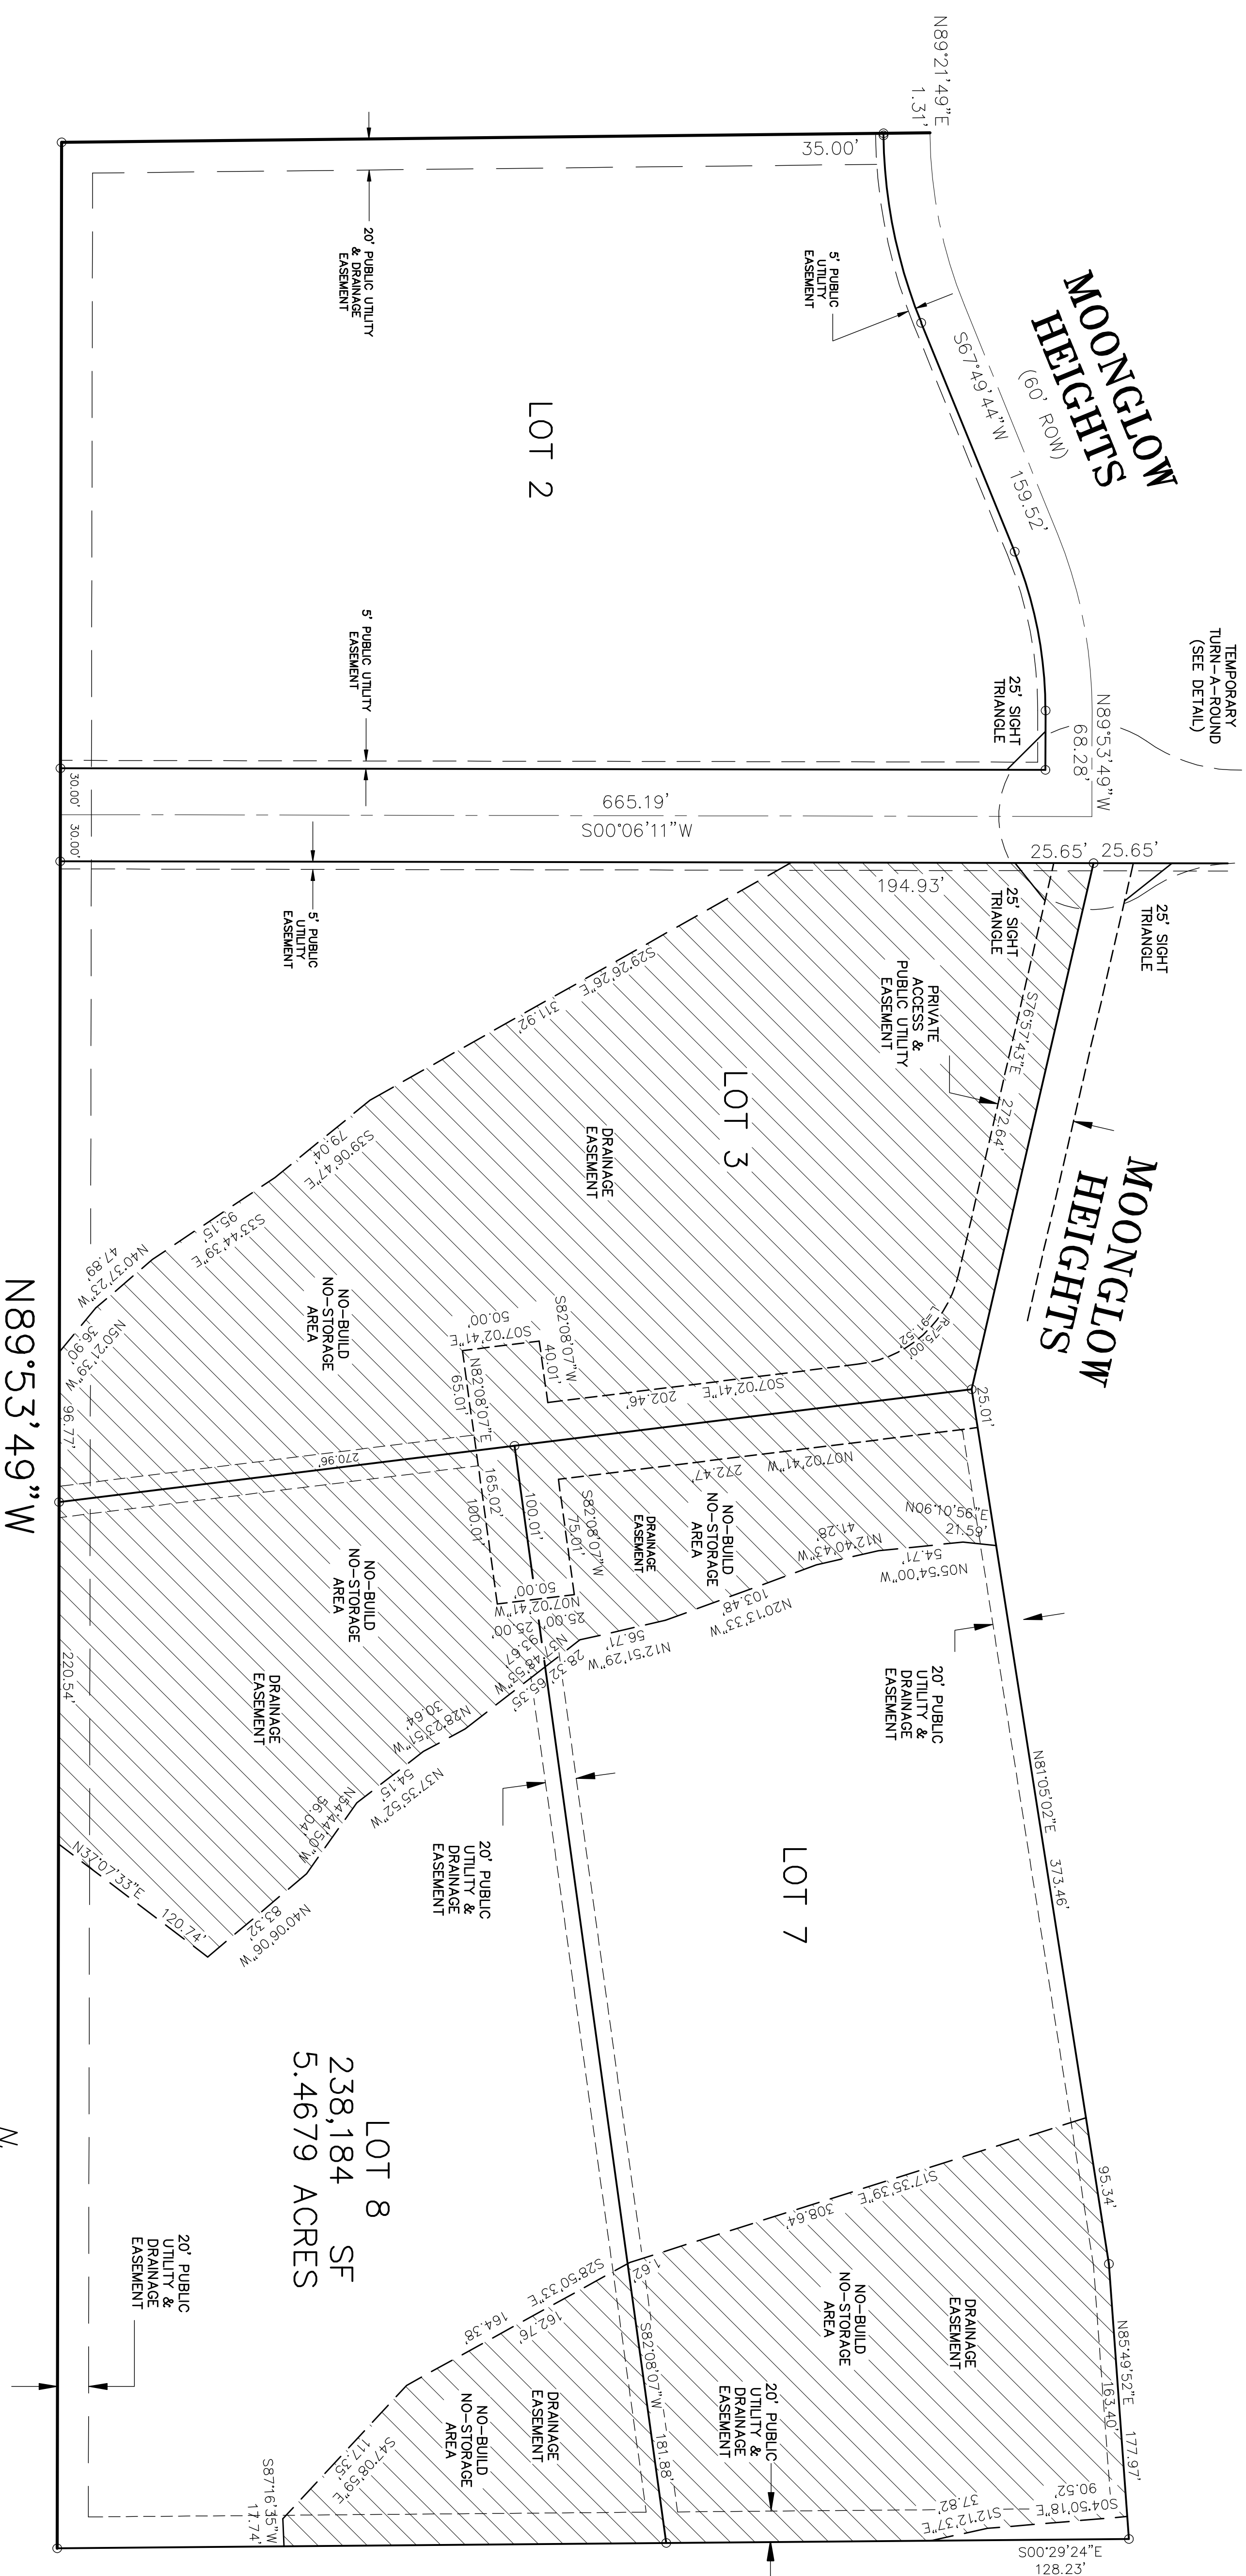 N89°21'49"E
1.31'
35.00'
MOONGLOW
HEIGHTS
(60' ROW)
S67°49'44"W 159.52'
5' PUBLIC
UTILITY
EASEMENT
20' PUBLIC UTILITY
& DRAINAGE
EASEMENT
LOT 2
5' PUBLIC UTILITY
EASEMENT
TEMPORARY
TURN-A-ROUND
(SEE DETAIL)
N89°53'49"W
68.28'
25' SIGHT
TRIANGLE
665.19'
S00°06'11"W
30.00'
30.00'
25.65'
25.65'
194.93'
25' SIGHT
TRIANGLE
25' SIGHT
TRIANGLE
5' PUBLIC
UTILITY
EASEMENT
PRIVATE
ACCESS &
PUBLIC UTILITY
EASEMENT
S76°57'43"E 272.64'
MOONGLOW
HEIGHTS
S29°26'26"E
311.92'
LOT 3
DRAINAGE
EASEMENT
S39°06'47"E
79.04'
S33°44'39"E
95.15'
N40°37'23"W
47.89'
N50°21'39"W
36.90'
96.77'
NO-BUILD
NO-STORAGE
AREA
R=75.00'
L=91.52'
S82°08'07"W
40.01'
S07°02'41"E
50.00'
N82°08'07"E
65.01'
S07°02'41"E
202.46'
25.01'
270.96'
165.02'
100.01'
100.01'
N07°02'41"W
272.47'
S82°08'07"W
75.01'
50.00'
N07°02'41"W
25.00'
25.00'
NO-BUILD
NO-STORAGE
AREA
DRAINAGE
EASEMENT
N06°10'56"E
21.59'
N05°54'00"W
54.71'
N12°40'43"W
41.28'
N20°13'33"W
103.48'
N12°51'29"W
56.71'
N37°48'53"W
93.67'
28.32'
65.35'
N28°23'51"W
30.64'
N37°35'52"W
54.15'
N54°44'50"W
56.04'
N40°06'06"W
83.32'
N37°07'33"E
120.74'
220.54'
NO-BUILD
NO-STORAGE
AREA
DRAINAGE
EASEMENT
20' PUBLIC
UTILITY &
DRAINAGE
EASEMENT
20' PUBLIC
UTILITY &
DRAINAGE
EASEMENT
N81°05'02"E 373.46'
LOT 7
95.34'
S17°35'39"E
308.64'
1.62'
N85°49'52"E 177.97'
163.40'
DRAINAGE
EASEMENT
NO-BUILD
NO-STORAGE
AREA
20' PUBLIC
UTILITY &
DRAINAGE
EASEMENT
S04°50'18"E
90.52'
S12°12'37"E
37.82'
S00°29'24"E
128.23'
S82°08'07"W 181.88'
S28°50'33"E
162.76'
164.38'
DRAINAGE
EASEMENT
NO-BUILD
NO-STORAGE
AREA
S47°08'59"E
117.35'
S87°16'35"W
17.74'
LOT 8
238,184 SF
5.4679 ACRES
20' PUBLIC
UTILITY &
DRAINAGE
EASEMENT
N89°53'49"W
N.